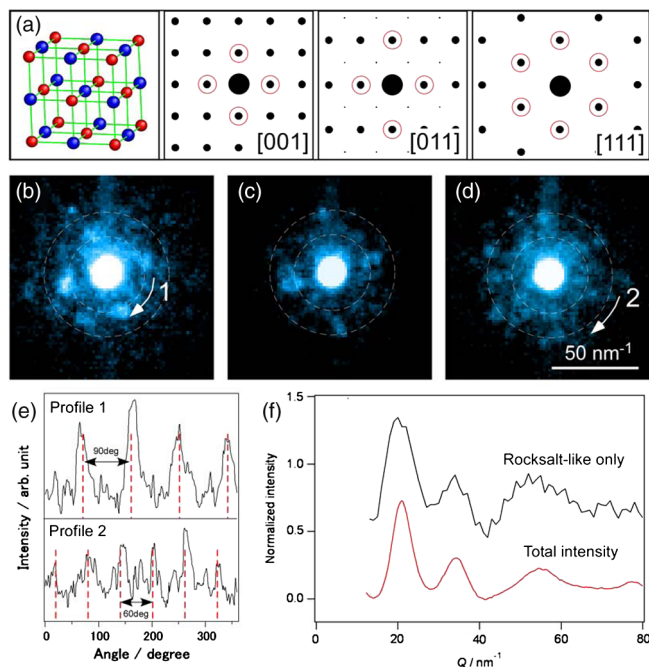 (a)
[001]
[011]
[111]
(b)
1
(c)
(d)
2
50 nm⁻¹
(e)
Profile 1
90deg
Profile 2
60deg
Intensity / arb. unit
0 100 200 300
Angle / degree
(f)
1.5
1.0
0.5
0.0
Normalized intensity
Rocksalt-like only
Total intensity
0 20 40 60 80
Q / nm⁻¹